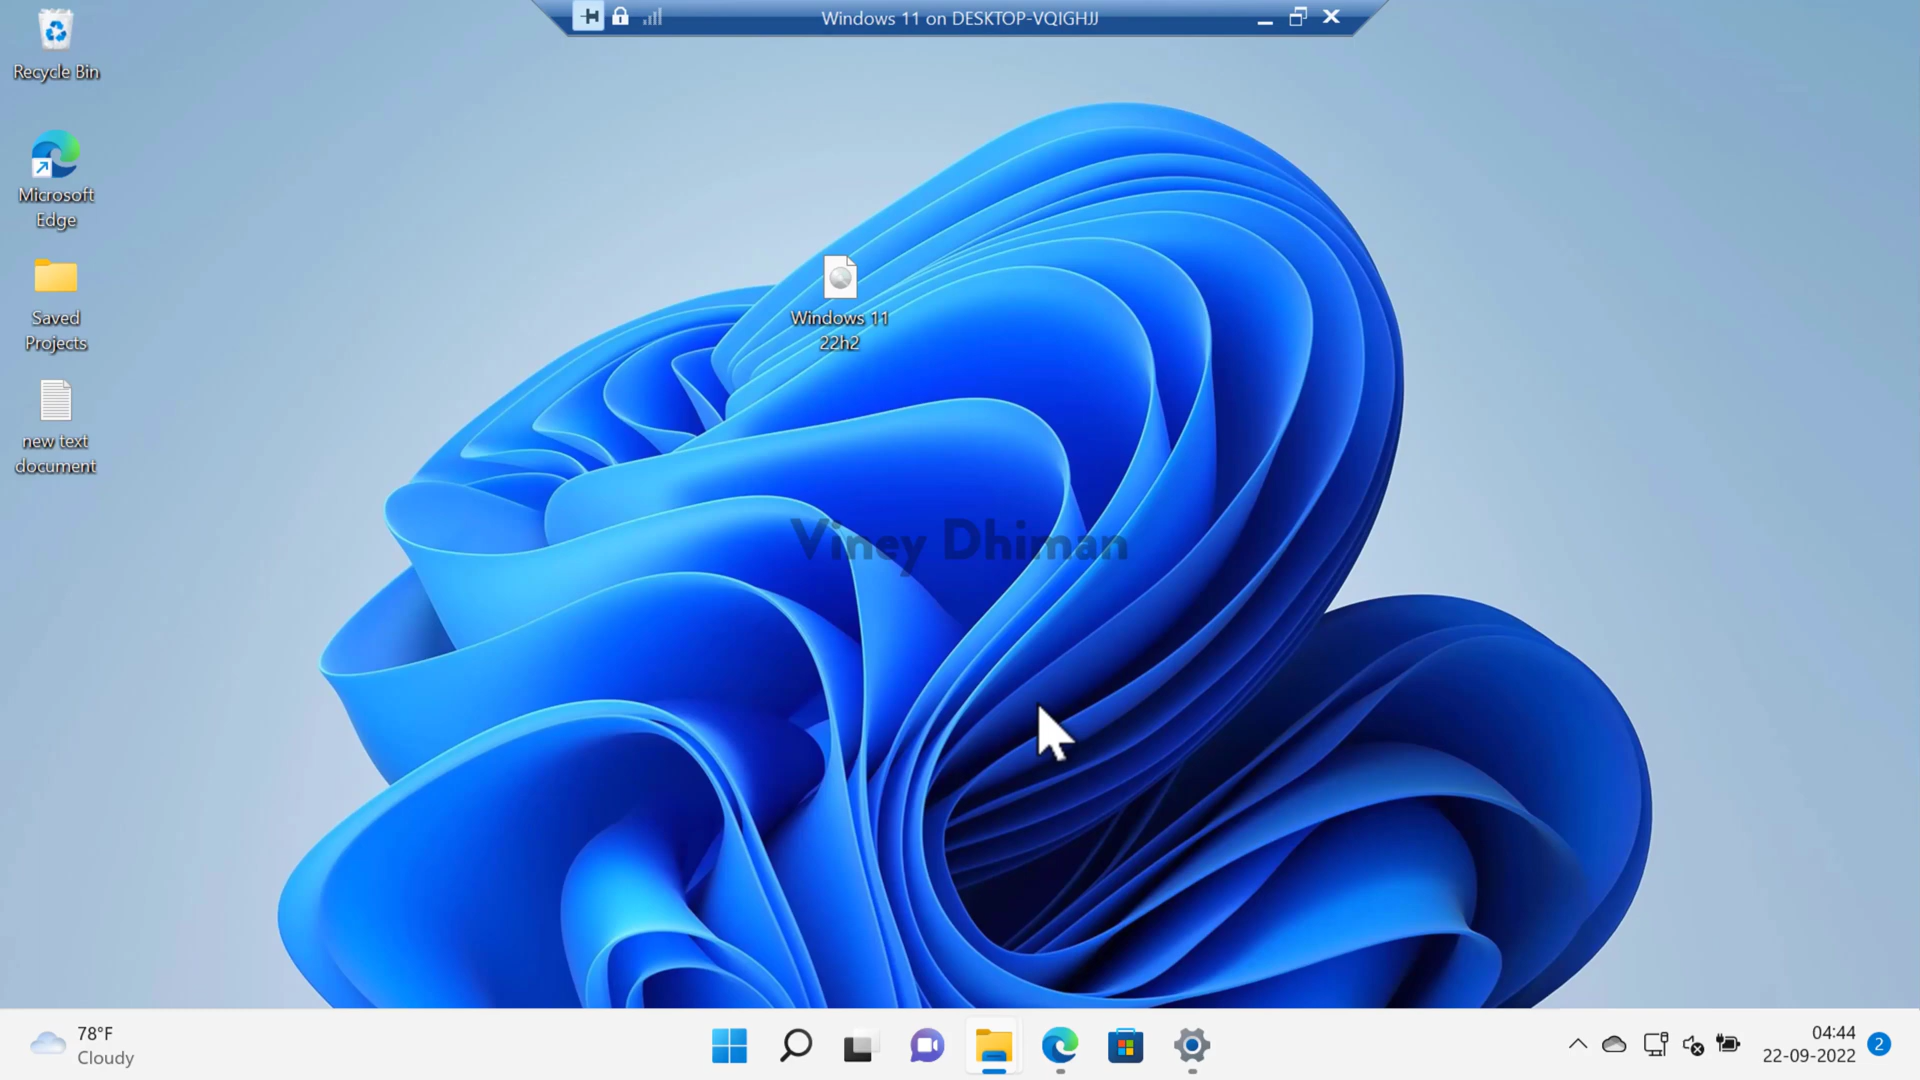 Windows 11 on DESKTOP-VQIGHJJ
Recycle Bin
Microsoft
Edge
Saved
Projects
new text
document
Windows 11
22h2
Viney Dhiman
78°F
Cloudy
04:44
22-09-2022
2